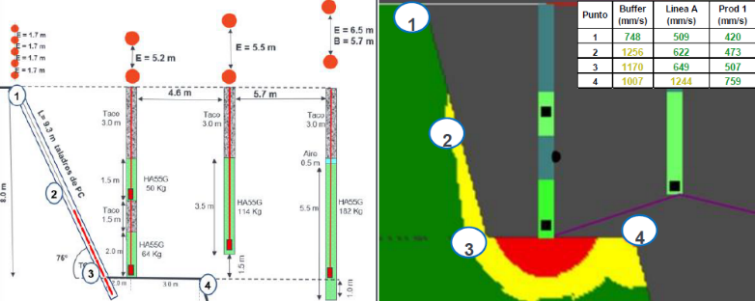 E = 1.7 m
E = 1.7 m
E = 1.7 m
E = 1.7 m
E = 5.2 m
E = 5.5 m
E = 6.5 m
B = 5.7 m
4.6 m
5.7 m
1
Taco
3.0 m
Taco
3.0 m
Taco
3.0 m
L= 9.3 m taladros de PC
8.0 m
Aire
0.5 m
1.5 m
HA55G
50 Kg
3.5 m
HA55G
114 Kg
5.5 m
HA55G
182 Kg
2
Taco
1.5 m
76°
2.0 m
HA55G
64 Kg
1.5 m
3
2.0 m
3.0 m
4
1.0 m
1
2
3
4
Punto Buffer (mm/s) Linea A (mm/s) Prod 1 (mm/s)
1 748 509 420
2 1256 622 473
3 1170 649 507
4 1007 1244 759